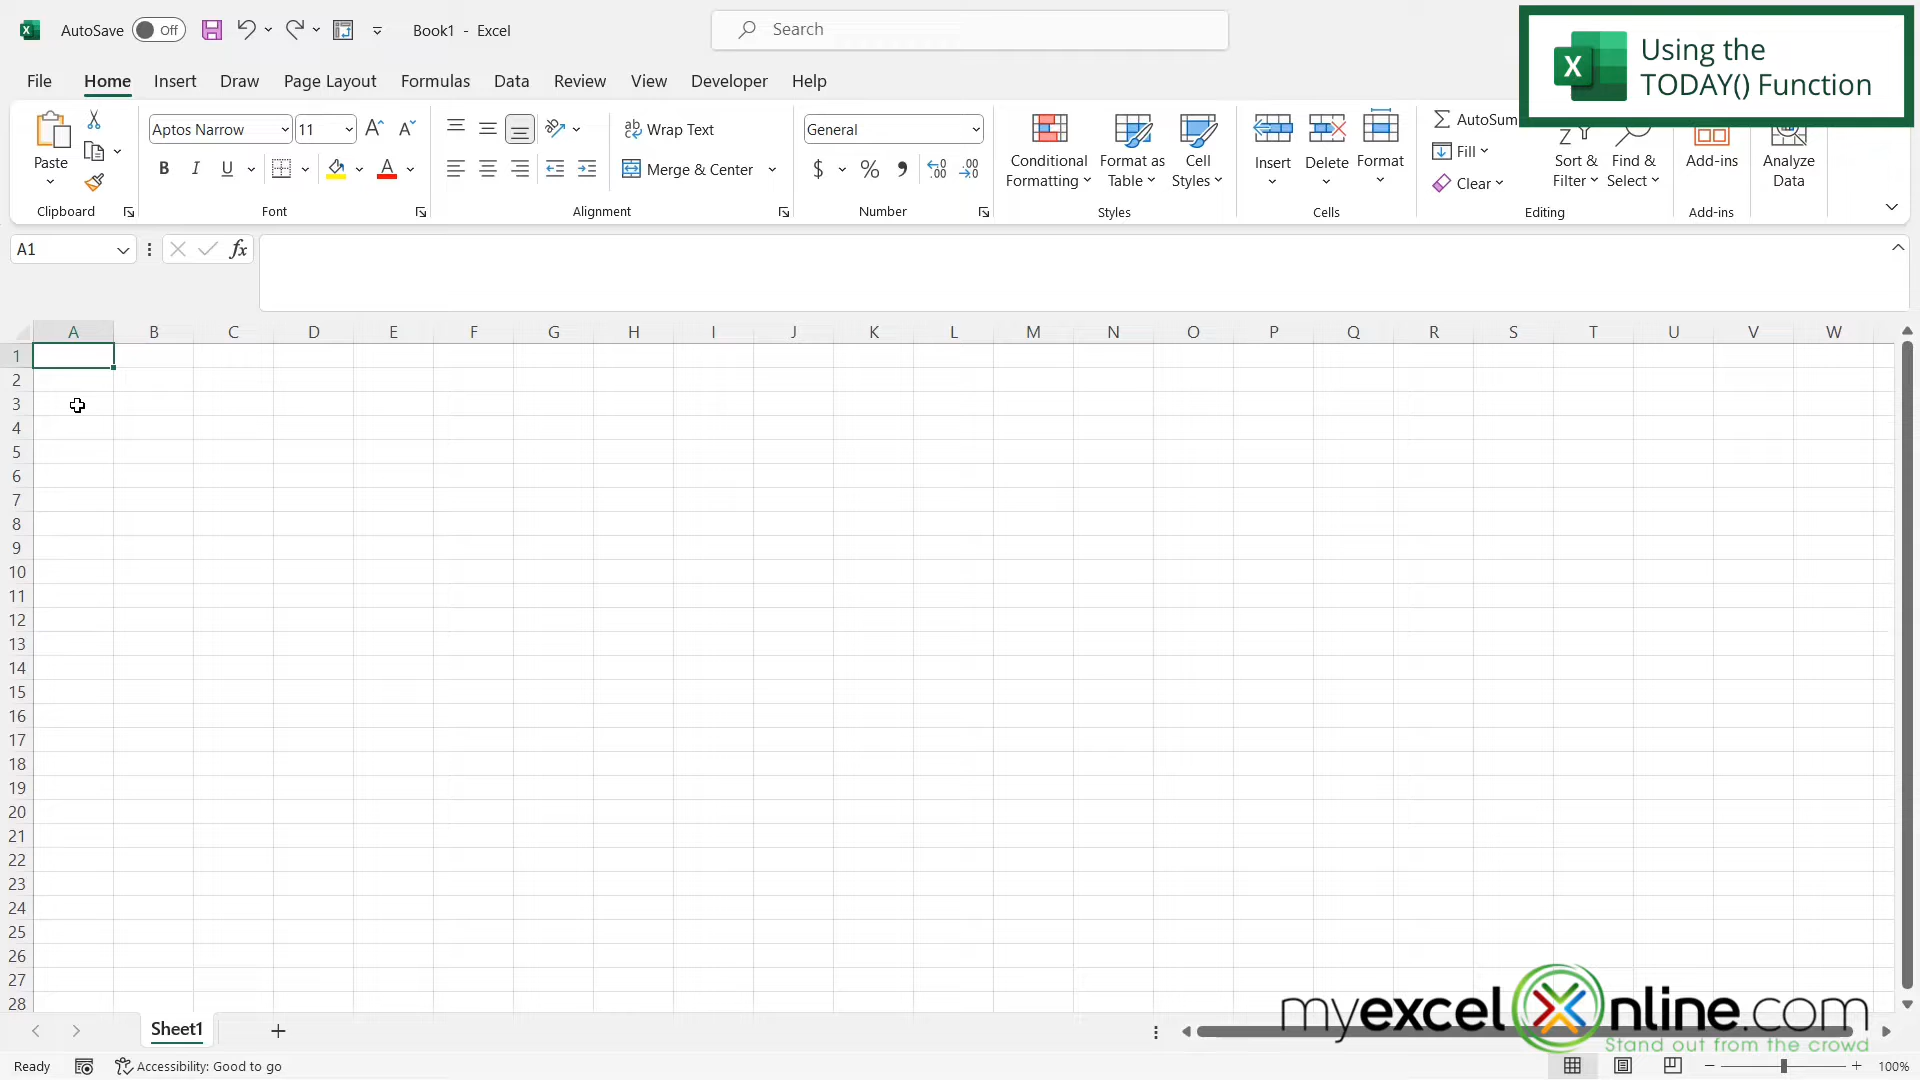 AutoSave Off Book1 - Excel Search
Using the
TODAY() Function
File Home Insert Draw Page Layout Formulas Data Review View Developer Help
Paste
Clipboard
Aptos Narrow 11
B I U A
Font
Wrap Text
Merge & Center
Alignment
General
$ % 9 .00
Number
Conditional
Formatting
Format as
Table
Cell
Styles
Styles
Insert Delete Format
Cells
AutoSum
Fill
Clear
Sort &
Filter
Find &
Select
Editing
Add-ins
Add-ins
Analyze
Data
A1 fx
A B C D E F G H I J K L M N O P Q R S T U V W
1
2
3
4
5
6
7
8
9
10
11
12
13
14
15
16
17
18
19
20
21
22
23
24
25
26
27
28
myexcelonline.com
Stand out from the crowd
Sheet1
Ready Accessibility: Good to go 100%